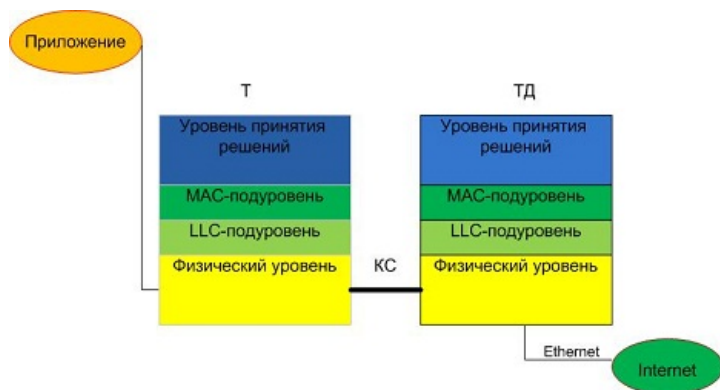 Приложение
Т
Уровень принятия
решений
МАС-подуровень
LLC-подуровень
Физический уровень
КС
ТД
Уровень принятия
решений
МАС-подуровень
LLC-подуровень
Физический уровень
Ethernet
Internet